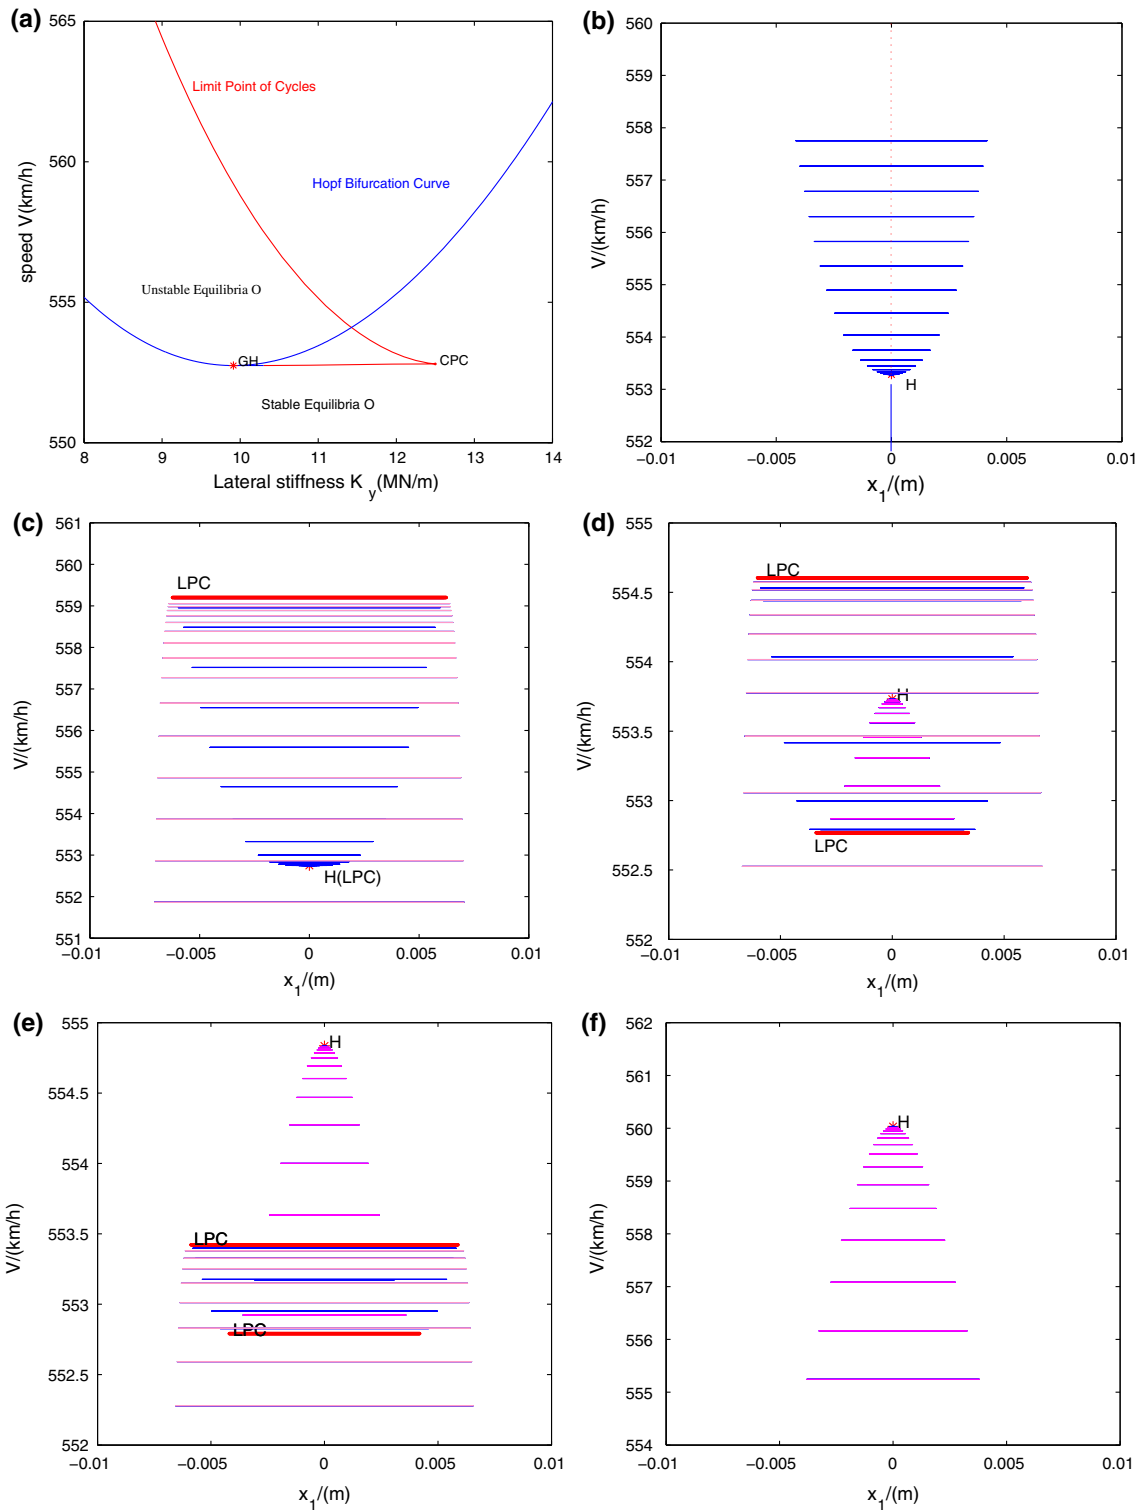 (a)
565
560
555
550
speed V(km/h)
Limit Point of Cycles
Hopf Bifurcation Curve
Unstable Equilibria O
GH
CPC
Stable Equilibria O
8 9 10 11 12 13 14
Lateral stiffness K_y(MN/m)
(b)
560
559
558
557
556
555
554
553
552
V/(km/h)
H
−0.01 −0.005 0 0.005 0.01
x_1/(m)
(c)
561
560
559
558
557
556
555
554
553
552
551
V/(km/h)
LPC
H(LPC)
−0.01 −0.005 0 0.005 0.01
x_1/(m)
(d)
555
554.5
554
553.5
553
552.5
552
V/(km/h)
LPC
H
LPC
−0.01 −0.005 0 0.005 0.01
x_1/(m)
(e)
555
554.5
554
553.5
553
552.5
552
V/(km/h)
H
LPC
LPC
−0.01 −0.005 0 0.005 0.01
x_1/(m)
(f)
562
561
560
559
558
557
556
555
554
V/(km/h)
H
−0.01 −0.005 0 0.005 0.01
x_1/(m)